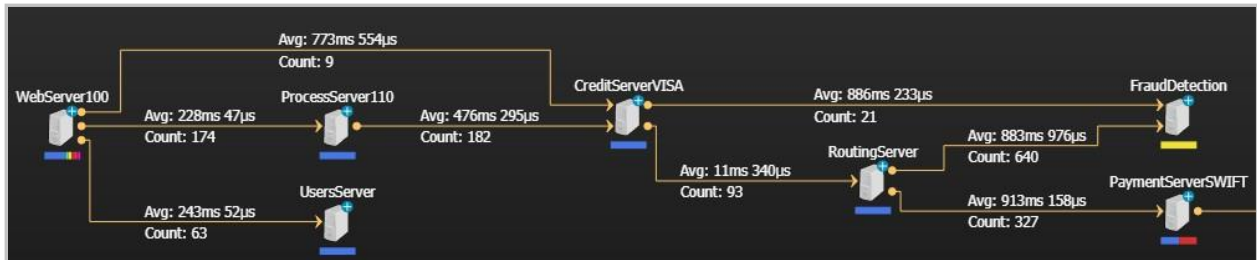 Avg: 773ms 554µs
Count: 9
WebServer100
ProcessServer110
CreditServerVISA
FraudDetection
Avg: 228ms 47µs
Count: 174
Avg: 476ms 295µs
Count: 182
Avg: 886ms 233µs
Count: 21
RoutingServer
Avg: 883ms 976µs
Count: 640
Avg: 11ms 340µs
Count: 93
UsersServer
PaymentServerSWIFT
Avg: 243ms 52µs
Count: 63
Avg: 913ms 158µs
Count: 327